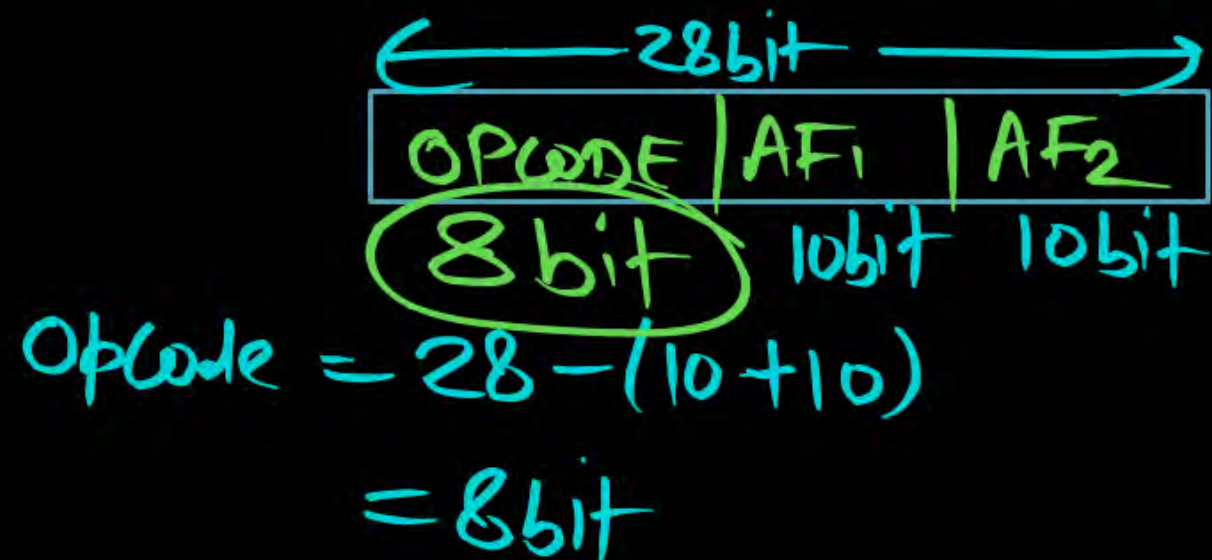 28bit
OPCODE | AF1 | AF2
8bit 10bit 10bit
Opcode = 28-(10+10)
= 8bit